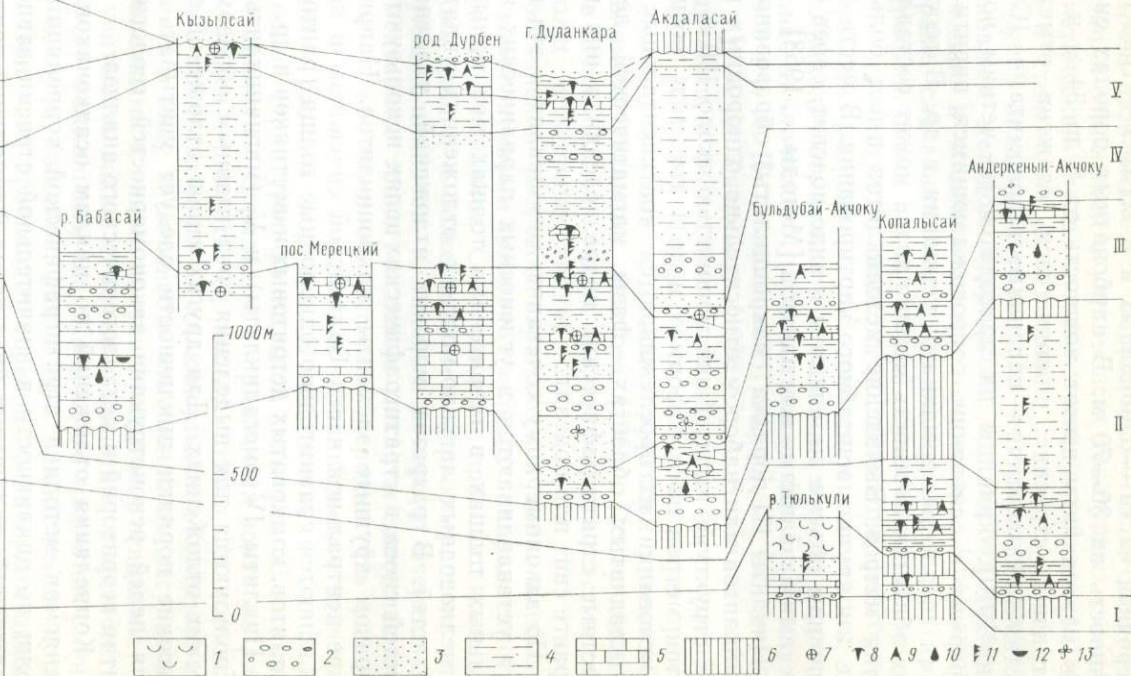 Кызылсай
род. Дурбен
г. Дуланкара
Акдаласай
р. Бабасай
пос. Мерецкий
Бульдубай-Акчоку
Копалысай
Андеркенын-Акчоку
р. Тюлькули
V
IV
III
II
I
1000 м
500
0
1 2 3 4 5 6 7 8 9 10 11 12 13